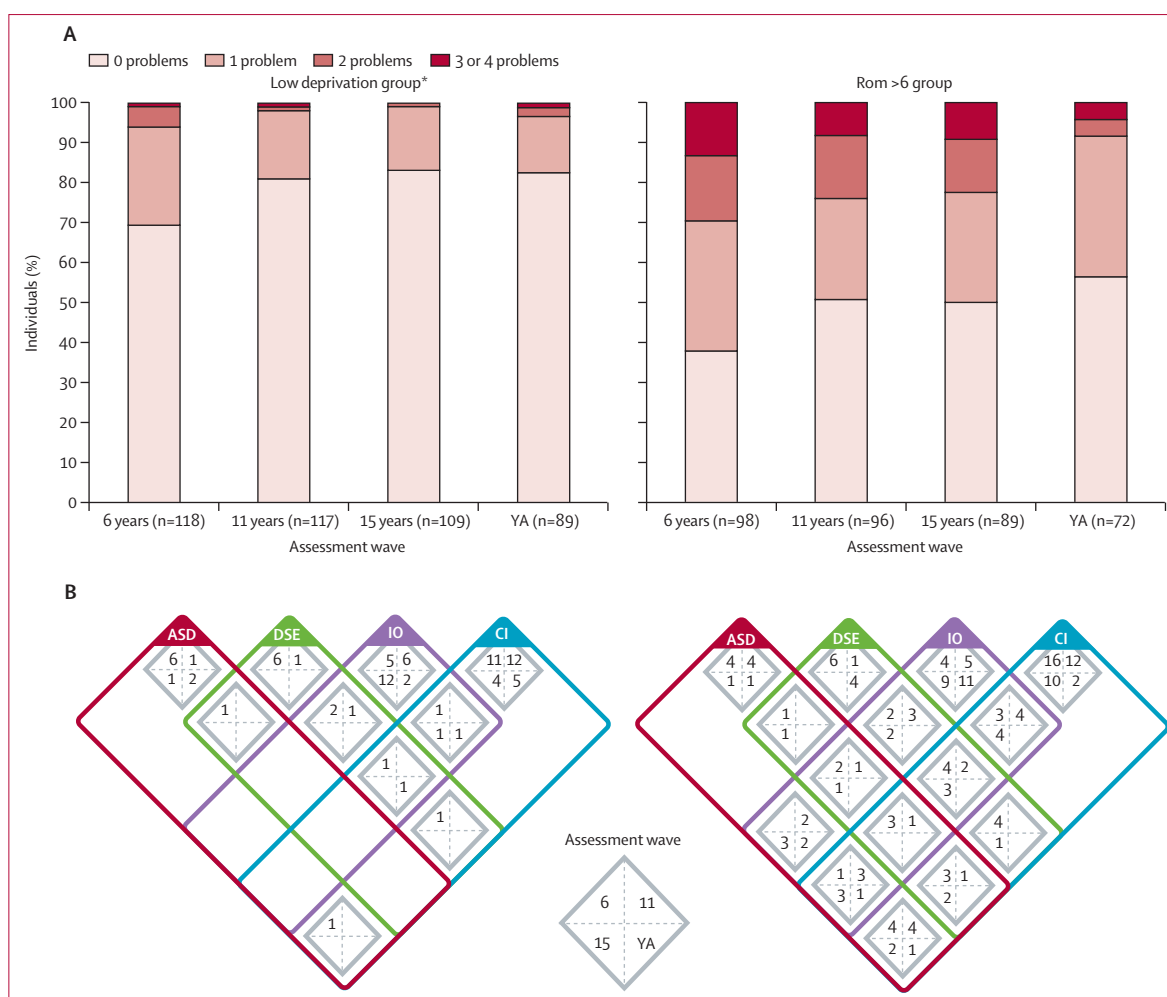 A
0 problems 1 problem 2 problems 3 or 4 problems
Low deprivation group* Rom >6 group
100
90
80
70
60
50
40
30
20
10
0
Individuals (%)
6 years (n=118) 11 years (n=117) 15 years (n=109) YA (n=89)
Assessment wave
6 years (n=98) 11 years (n=96) 15 years (n=89) YA (n=72)
Assessment wave
B
ASD DSE IO CI
6 1 6 1 5 6 11 12
1 2 12 2 4 5
1 2 1 1
1 1
1
1
1
1
Assessment wave
6 11
15 YA
ASD DSE IO CI
4 4 6 1 4 5 16 12
1 1 4 9 11 10 2
1 2 3 3 4
1 2 4
2 1 4 2
1 3
2 3 1 4
3 2 1
1 3 3 1
3 1 2
4 4
2 1